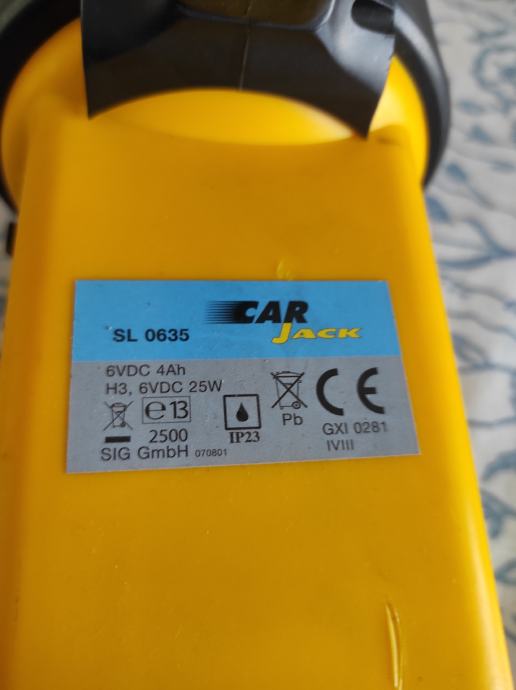 CAR
JACK
SL 0635
6VDC 4Ah
H3, 6VDC 25W
e13
2500
IP23
Pb
CE
GXI 0281
IVIII
SIG GmbH 070801